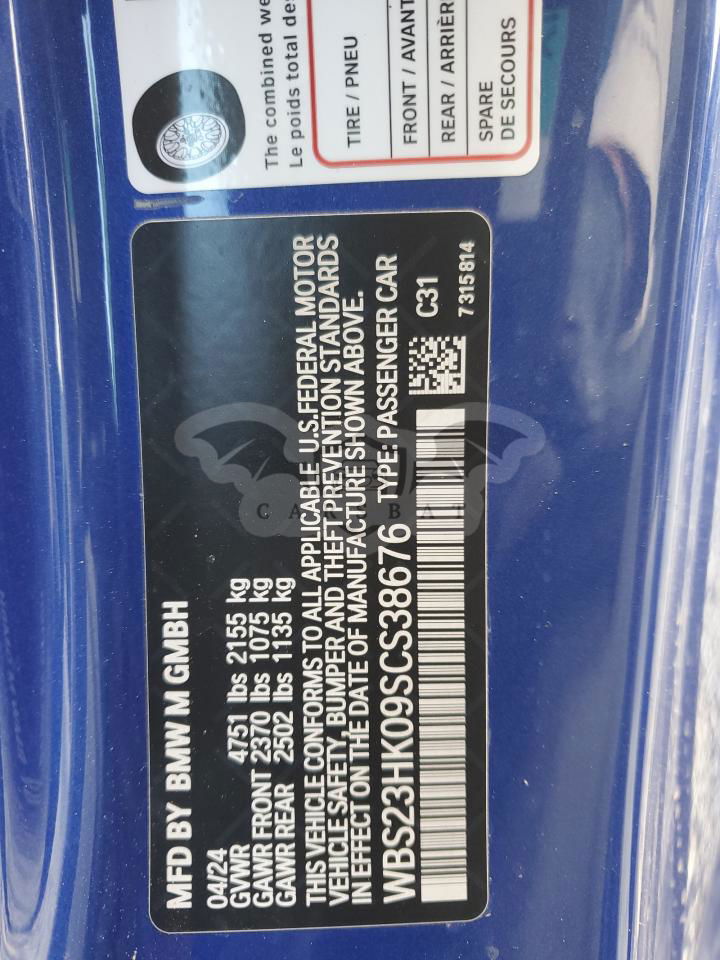 The combined we
Le poids total des
TIRE / PNEU
FRONT / AVANT
REAR / ARRIÈRE
SPARE
DE SECOURS
MFD BY BMW M GMBH
04/24
GVWR 4751 lbs 2155 kg
GAWR FRONT 2370 lbs 1075 kg
GAWR REAR 2502 lbs 1135 kg
THIS VEHICLE CONFORMS TO ALL APPLICABLE U.S.FEDERAL MOTOR
VEHICLE SAFETY, BUMPER AND THEFT PREVENTION STANDARDS
IN EFFECT ON THE DATE OF MANUFACTURE SHOWN ABOVE.
WBS23HK09SCS38676 TYPE: PASSENGER CAR
C31
7315814
CARSBAT